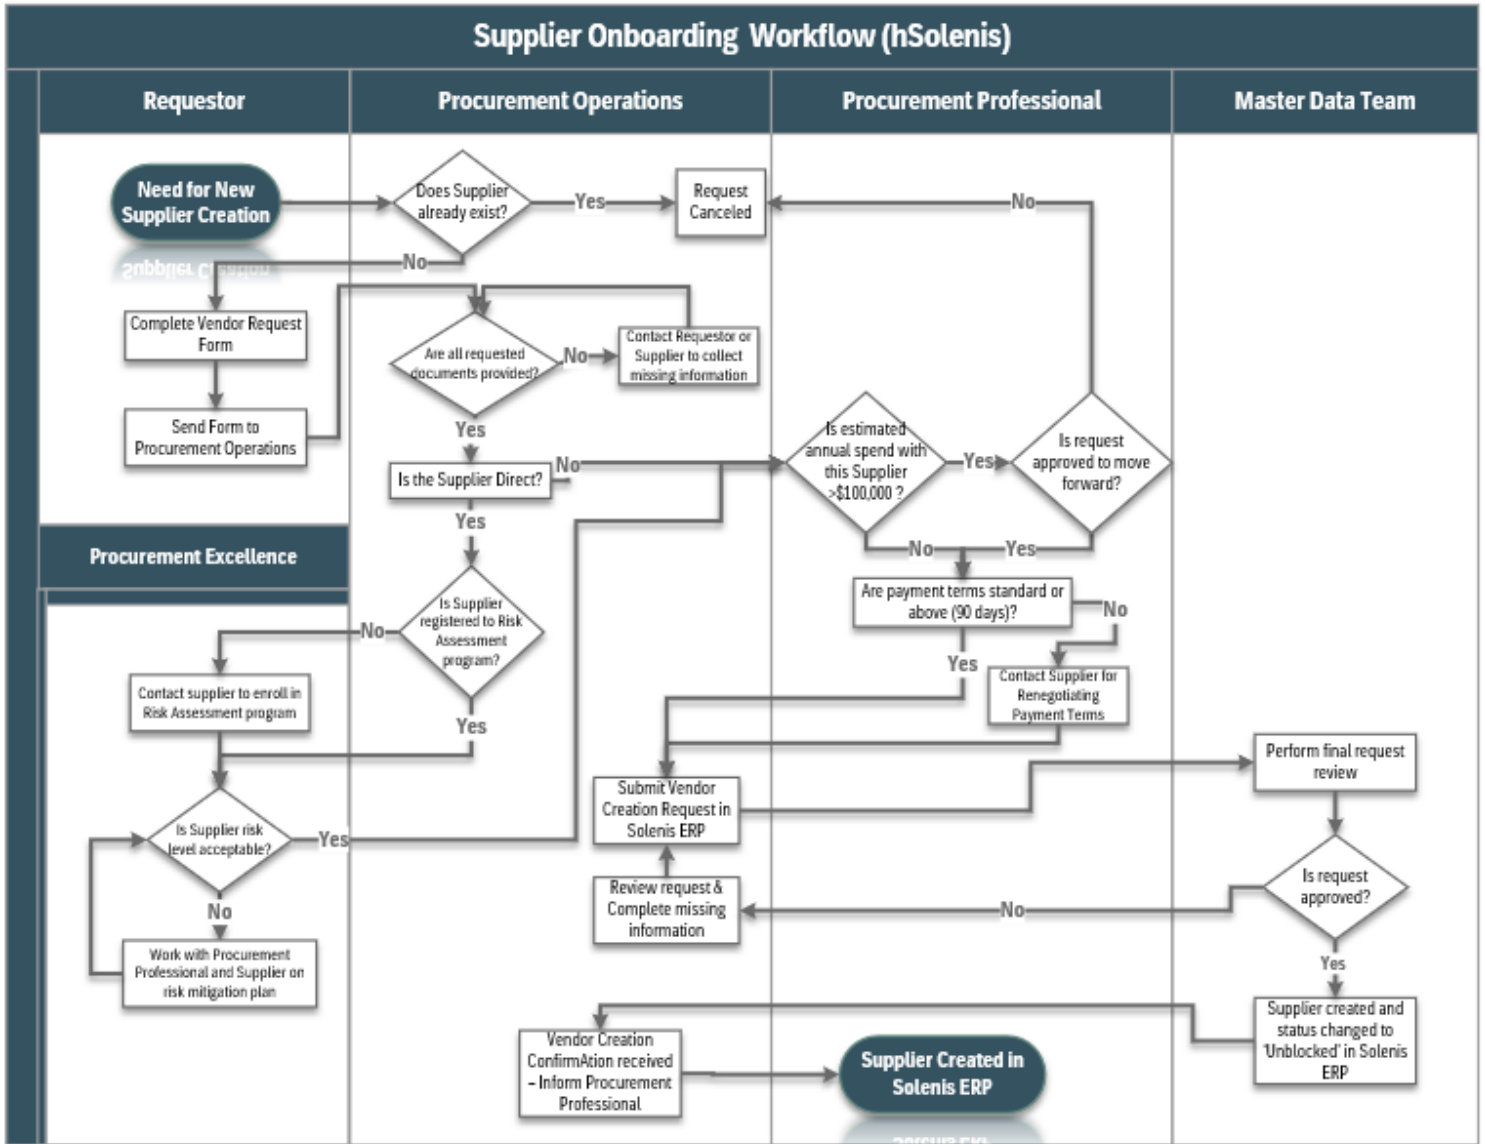 Supplier Onboarding Workflow (hSolenis)
Requestor
Procurement Operations
Procurement Professional
Master Data Team
Need for New
Supplier Creation
Does Supplier
already exist?
Yes
Request
Canceled
No
No
Complete Vendor Request
Form
Send Form to
Procurement Operations
Are all requested
documents provided?
No
Contact Requestor or
Supplier to collect
missing information
Yes
Is the Supplier Direct?
No
Yes
Is estimated
annual spend with
this Supplier
>$100,000 ?
Yes
Is request
approved to move
forward?
No
Yes
Are payment terms standard or
above (90 days)?
No
Yes
Contact Supplier for
Renegotiating
Payment Terms
Procurement Excellence
Is Supplier
registered to Risk
Assessment
program?
No
Yes
Contact supplier to enroll in
Risk Assessment program
Is Supplier risk
level acceptable?
Yes
No
Work with Procurement
Professional and Supplier on
risk mitigation plan
Submit Vendor
Creation Request in
Solenis ERP
Review request &
Complete missing
information
Perform final request
review
Is request
approved?
No
Yes
Supplier created and
status changed to
'Unblocked' in Solenis
ERP
Vendor Creation
ConfirmAtion received
– Inform Procurement
Professional
Supplier Created in
Solenis ERP